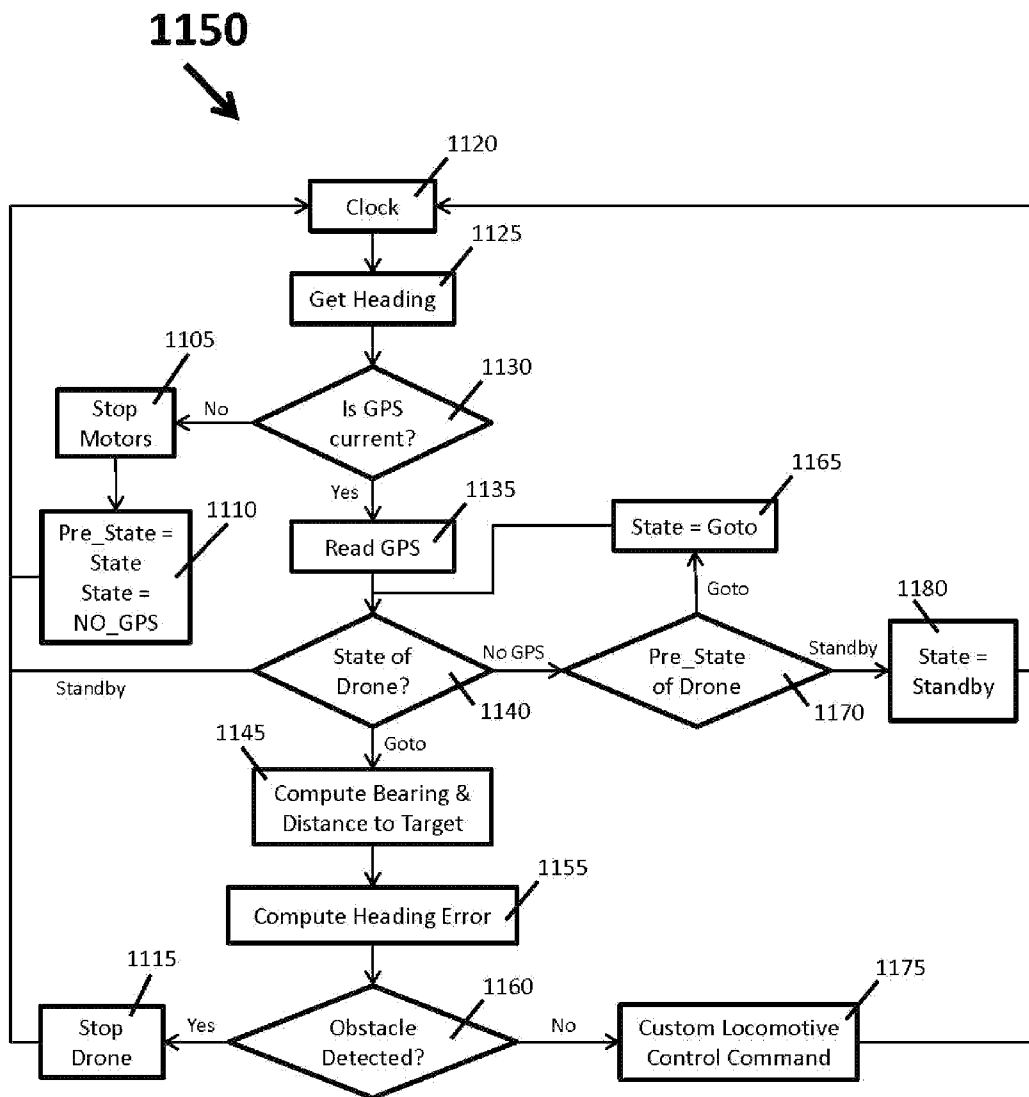 1150
1120
Clock
1125
Get Heading
1105
1130
No
Is GPS
current?
Stop
Motors
1165
Yes
1135
1110
State = Goto
Pre_State =
State
State =
NO_GPS
Read GPS
Goto
1180
State of
Drone?
No GPS
Pre_State
of Drone
Standby
State =
Standby
Standby
1140
1170
1145
Goto
Compute Bearing &
Distance to Target
1155
Compute Heading Error
1115
1160
1175
Yes
Obstacle
Detected?
No
Stop
Drone
Custom Locomotive
Control Command